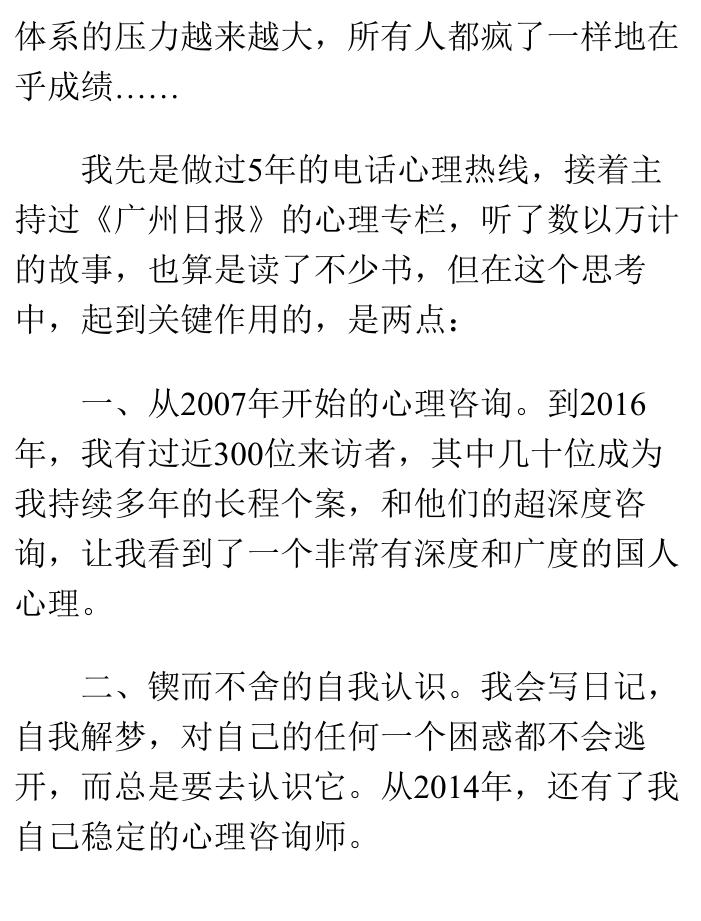 体系的压力越来越大，所有人都疯了一样地在
乎成绩……
我先是做过5年的电话心理热线，接着主
持过《广州日报》的心理专栏，听了数以万计
的故事，也算是读了不少书，但在这个思考
中，起到关键作用的，是两点：
一、从2007年开始的心理咨询。到2016
年，我有过近300位来访者，其中几十位成为
我持续多年的长程个案，和他们的超深度咨
询，让我看到了一个非常有深度和广度的国人
心理。
二、锲而不舍的自我认识。我会写日记，
自我解梦，对自己的任何一个困惑都不会逃
开，而总是要去认识它。从2014年，还有了我
自己稳定的心理咨询师。